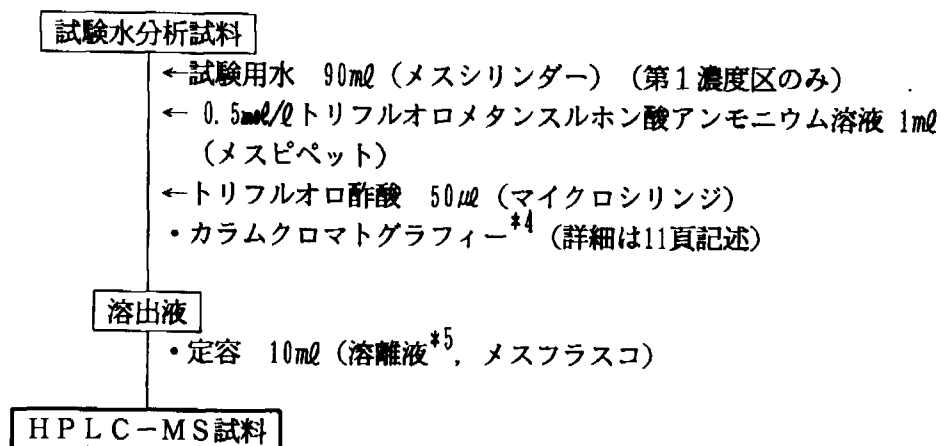 試験水分析試料
←試験用水 90ml(メスシリンダー)(第1濃度区のみ)
← 0.5mol/lトリフルオロメタンスルホン酸アンモニウム溶液 1ml
(メスピペット)
←トリフルオロ酢酸 50μl(マイクロシリンジ)
・カラムクロマトグラフィー*4(詳細は11頁記述)
溶出液
・定容 10ml(溶離液*5, メスフラスコ)
HPLC-MS試料